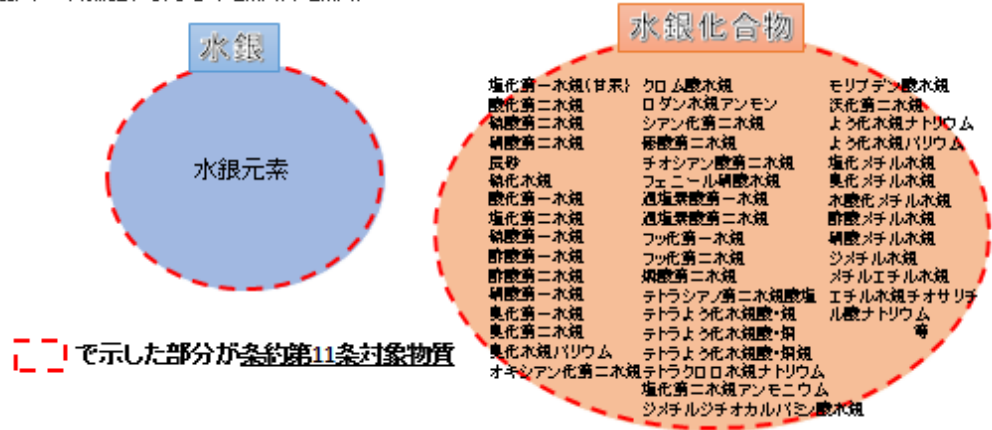 水銀
水銀化合物
水銀元素
塩化第一水銀(甘汞)
酸化第二水銀
硫酸第二水銀
硝酸第二水銀
辰砂
硫化水銀
酸化第一水銀
塩化第二水銀
硫酸第一水銀
酢酸第一水銀
酢酸第二水銀
硝酸第一水銀
臭化第一水銀
臭化第二水銀
臭化水銀バリウム
オキシアン化第二水銀
クロム酸水銀
ロダン水銀アンモン
シアン化第二水銀
チオシアン酸第二水銀
フェニール硝酸水銀
過塩素酸第一水銀
過塩素酸第二水銀
フッ化第一水銀
フッ化第二水銀
燐酸第二水銀
テトラシアノ第二水銀酸塩
テトラよう化水銀酸・銀
テトラよう化水銀酸・銅
テトラよう化水銀酸・銅銀
テトラクロロ水銀ナトリウム
塩化第二水銀アンモニウム
ジメチルジチオカルバミン酸水銀
モリブデン酸水銀
沃化第二水銀
よう化水銀ナトリウム
よう化水銀バリウム
塩化メチル水銀
臭化メチル水銀
水酸化メチル水銀
酢酸メチル水銀
硝酸メチル水銀
ジメチル水銀
メチルエチル水銀
エチル水銀チオサリチ
ル酸ナトリウム
等
で示した部分が条約第11条対象物質